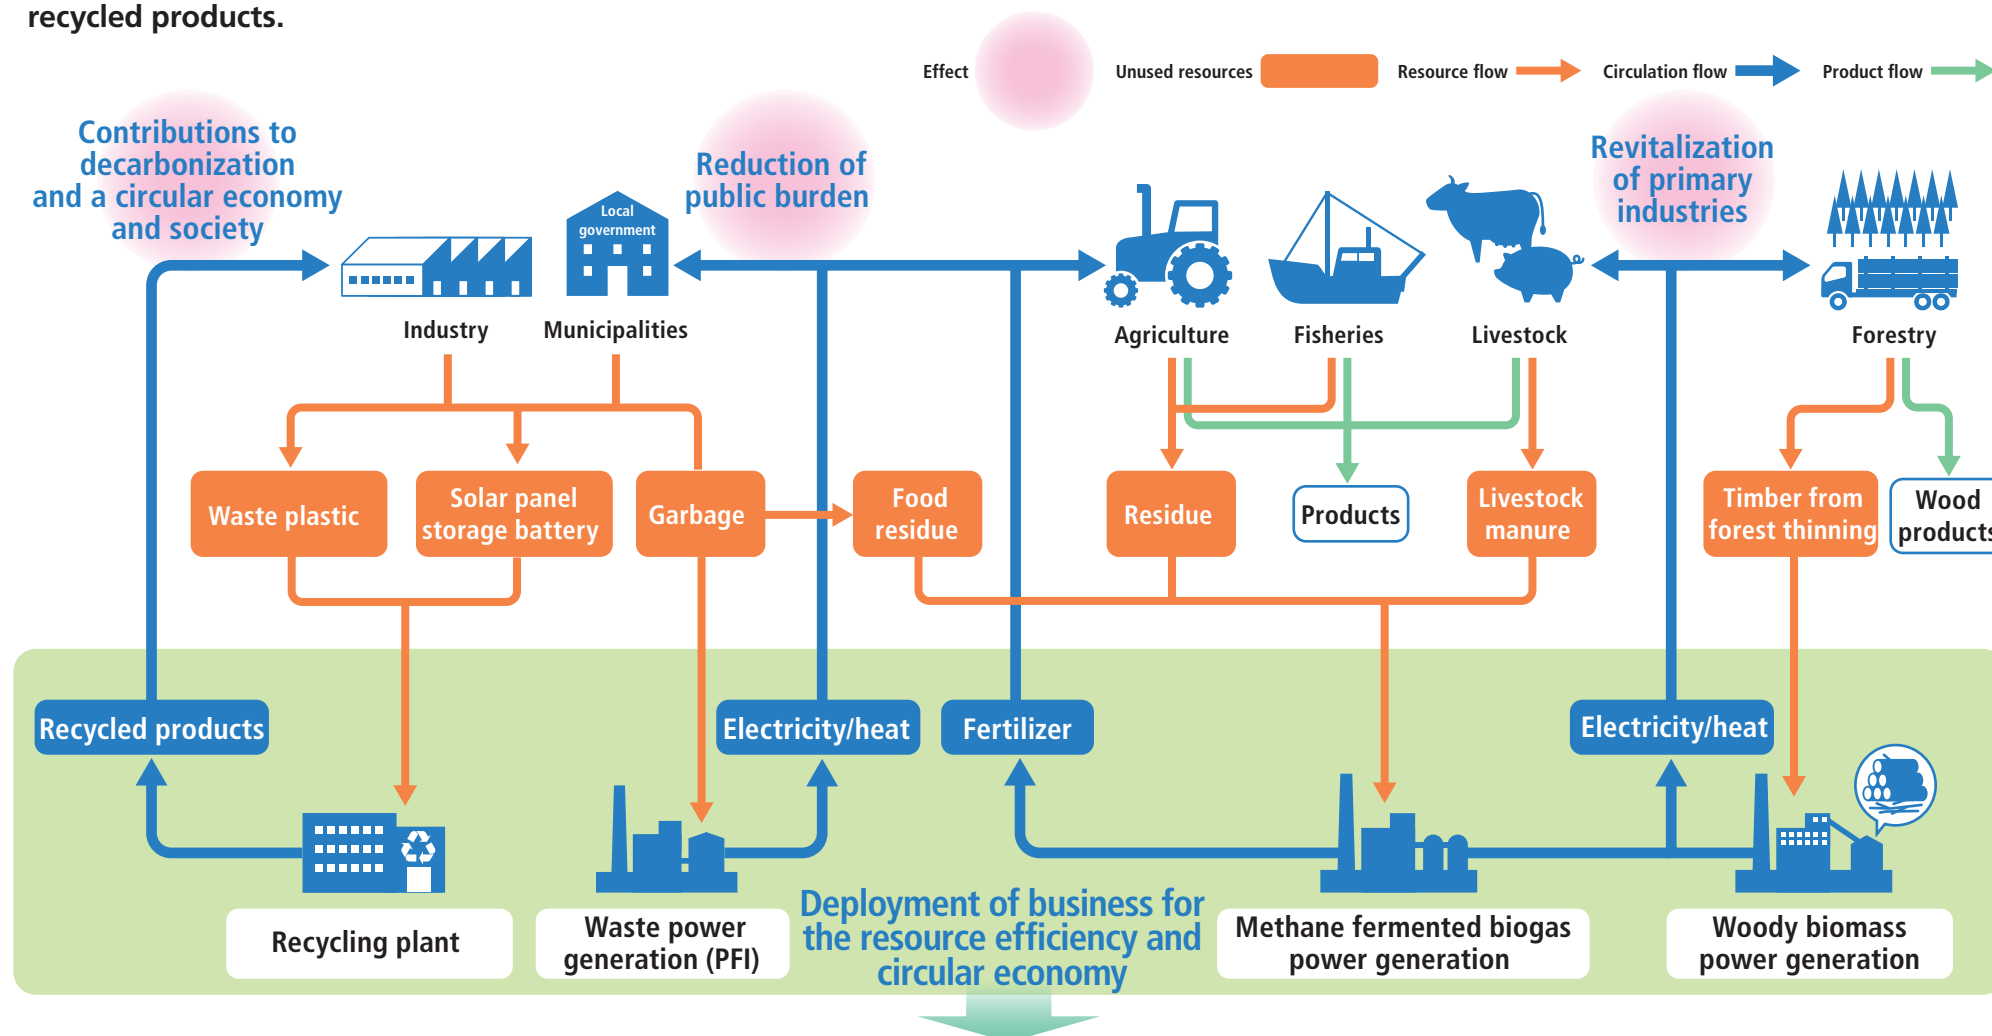 recycled products.
Effect
Unused resources
Resource flow
Circulation flow
Product flow
Contributions to
decarbonization
and a circular economy
and society
Reduction of
public burden
Revitalization
of primary
industries
Local
government
Industry
Municipalities
Agriculture
Fisheries
Livestock
Forestry
Waste plastic
Solar panel
storage battery
Garbage
Food
residue
Residue
Products
Livestock
manure
Timber from
forest thinning
Wood
products
Recycled products
Electricity/heat
Fertilizer
Electricity/heat
Recycling plant
Waste power
generation (PFI)
Deployment of business for
the resource efficiency and
circular economy
Methane fermented biogas
power generation
Woody biomass
power generation